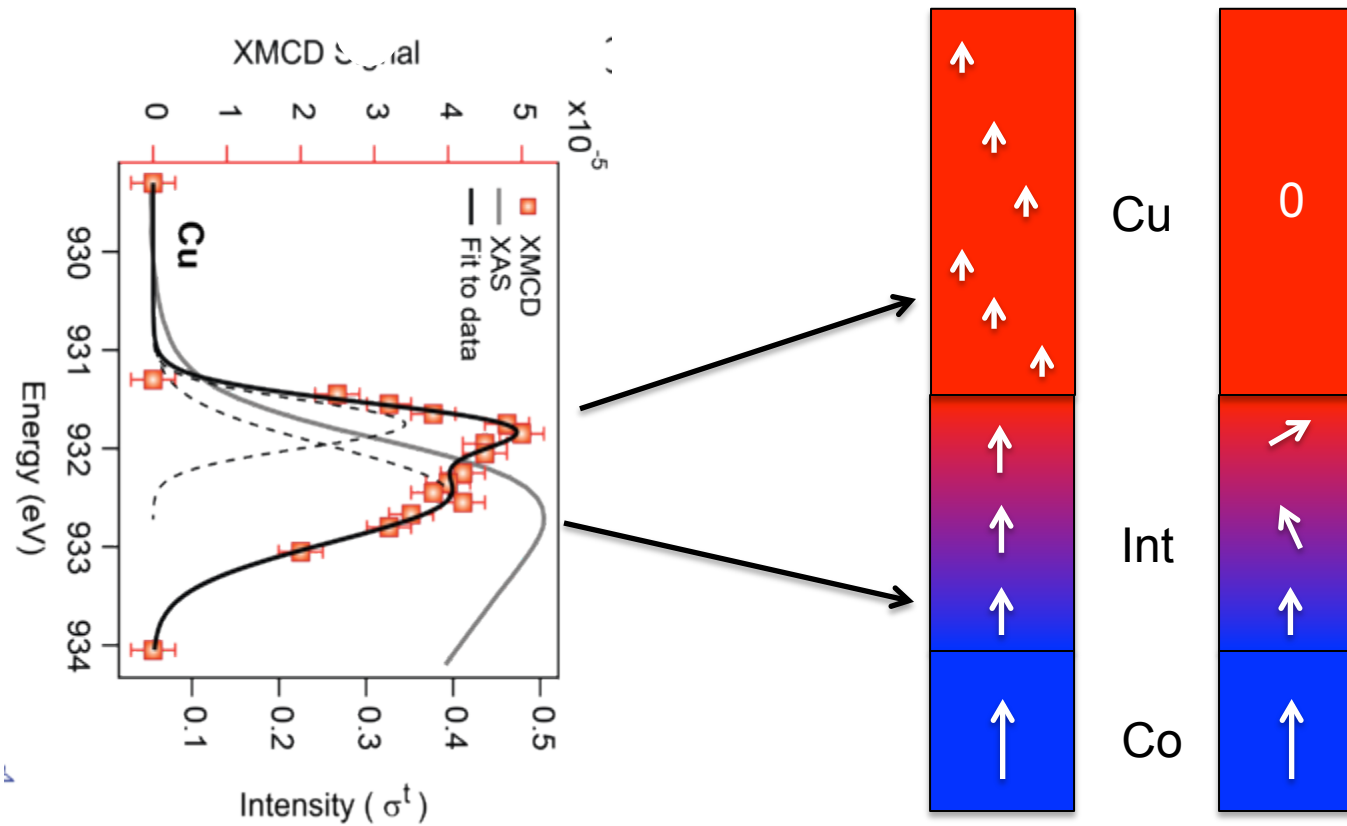 XMCD
0 1 2 3 4 5 x10-5
XMCD
XAS
Fit to data
Cu
930
931
932
933
934
Energy (eV)
0.1 0.2 0.3 0.4 0.5
Intensity ( σt )
Cu
0
Int
Co